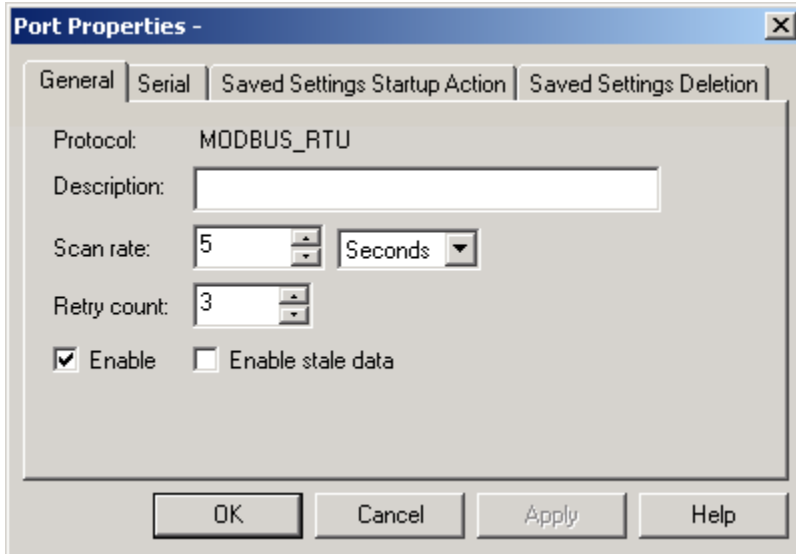 Port Properties -
General Serial Saved Settings Startup Action Saved Settings Deletion
Protocol: MODBUS_RTU
Description:
Scan rate: 5 Seconds
Retry count: 3
Enable Enable stale data
OK Cancel Apply Help